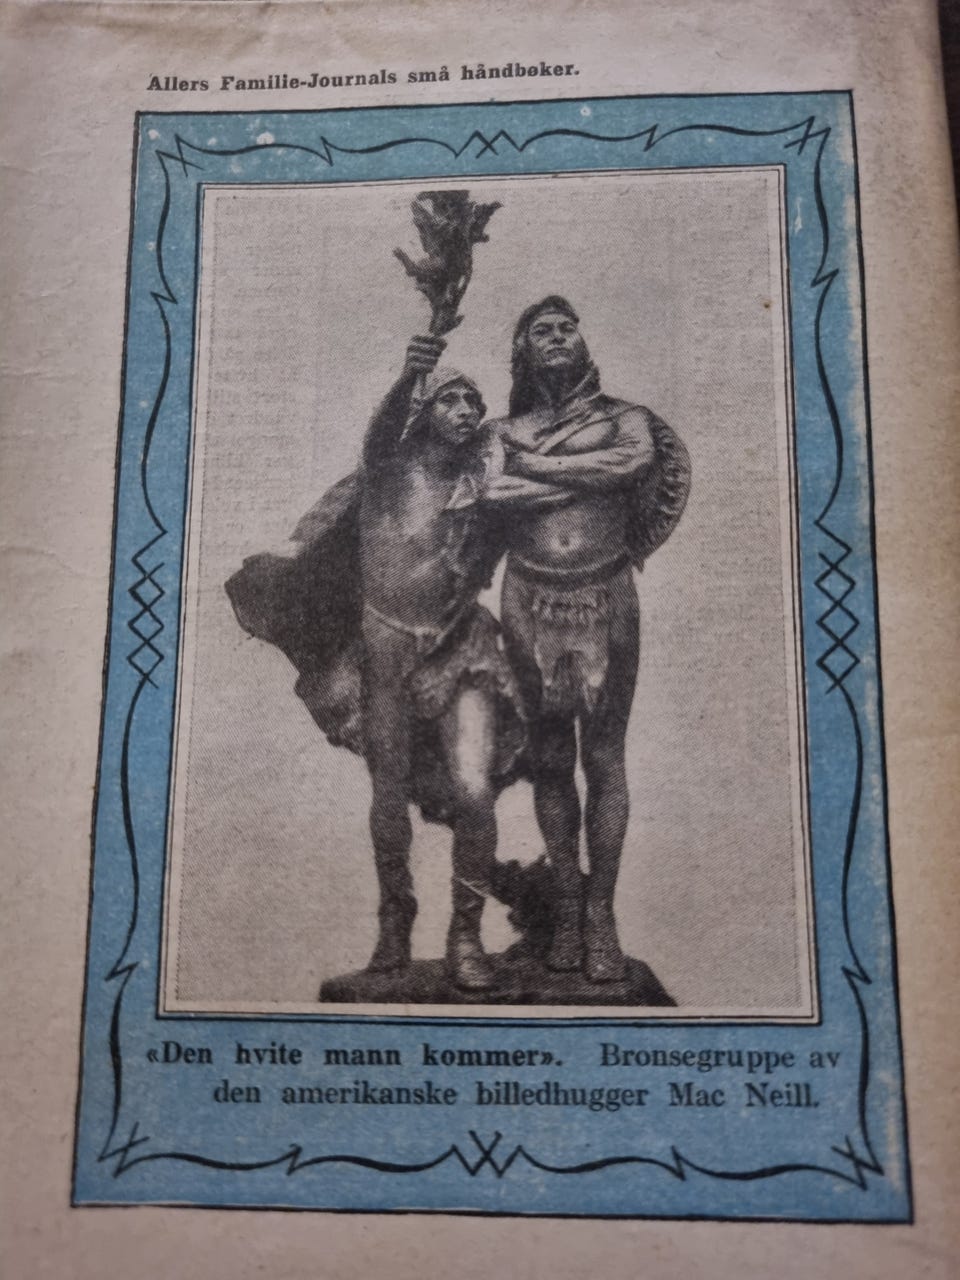 Allers Familie-Journals små håndbøker.
«Den hvite mann kommer». Bronsegruppe av
den amerikanske billedhugger Mac Neill.